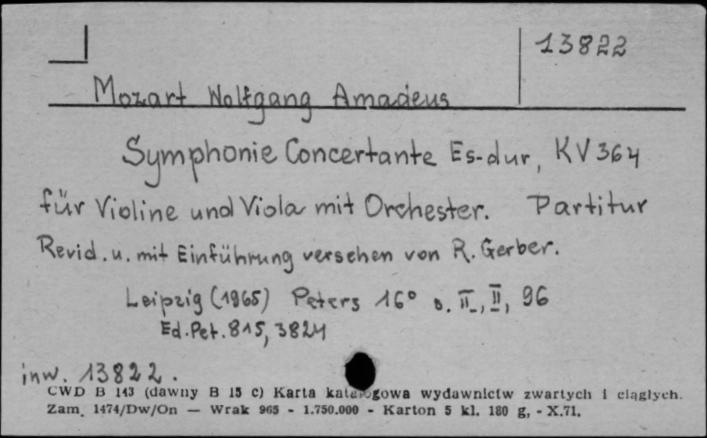 13822
Mozart Wolfgang Amadeus
Symphonie Concertante Es-dur, KV 364
für Violine und Viola mit Orchester. Partitur
Revid. u. mit Einführung versehen von R. Gerber.
Leipzig (1965) Peters 16° s. II, II, 96
Ed. Pet. 815, 3824
inw. 13822.
CWD B 143 (dawny B 15 c) Karta katalogowa wydawnictw zwartych i ciągłych.
Zam. 1474/Dw/On — Wrak 965 - 1.750.000 - Karton 5 kl. 180 g, - X.71.